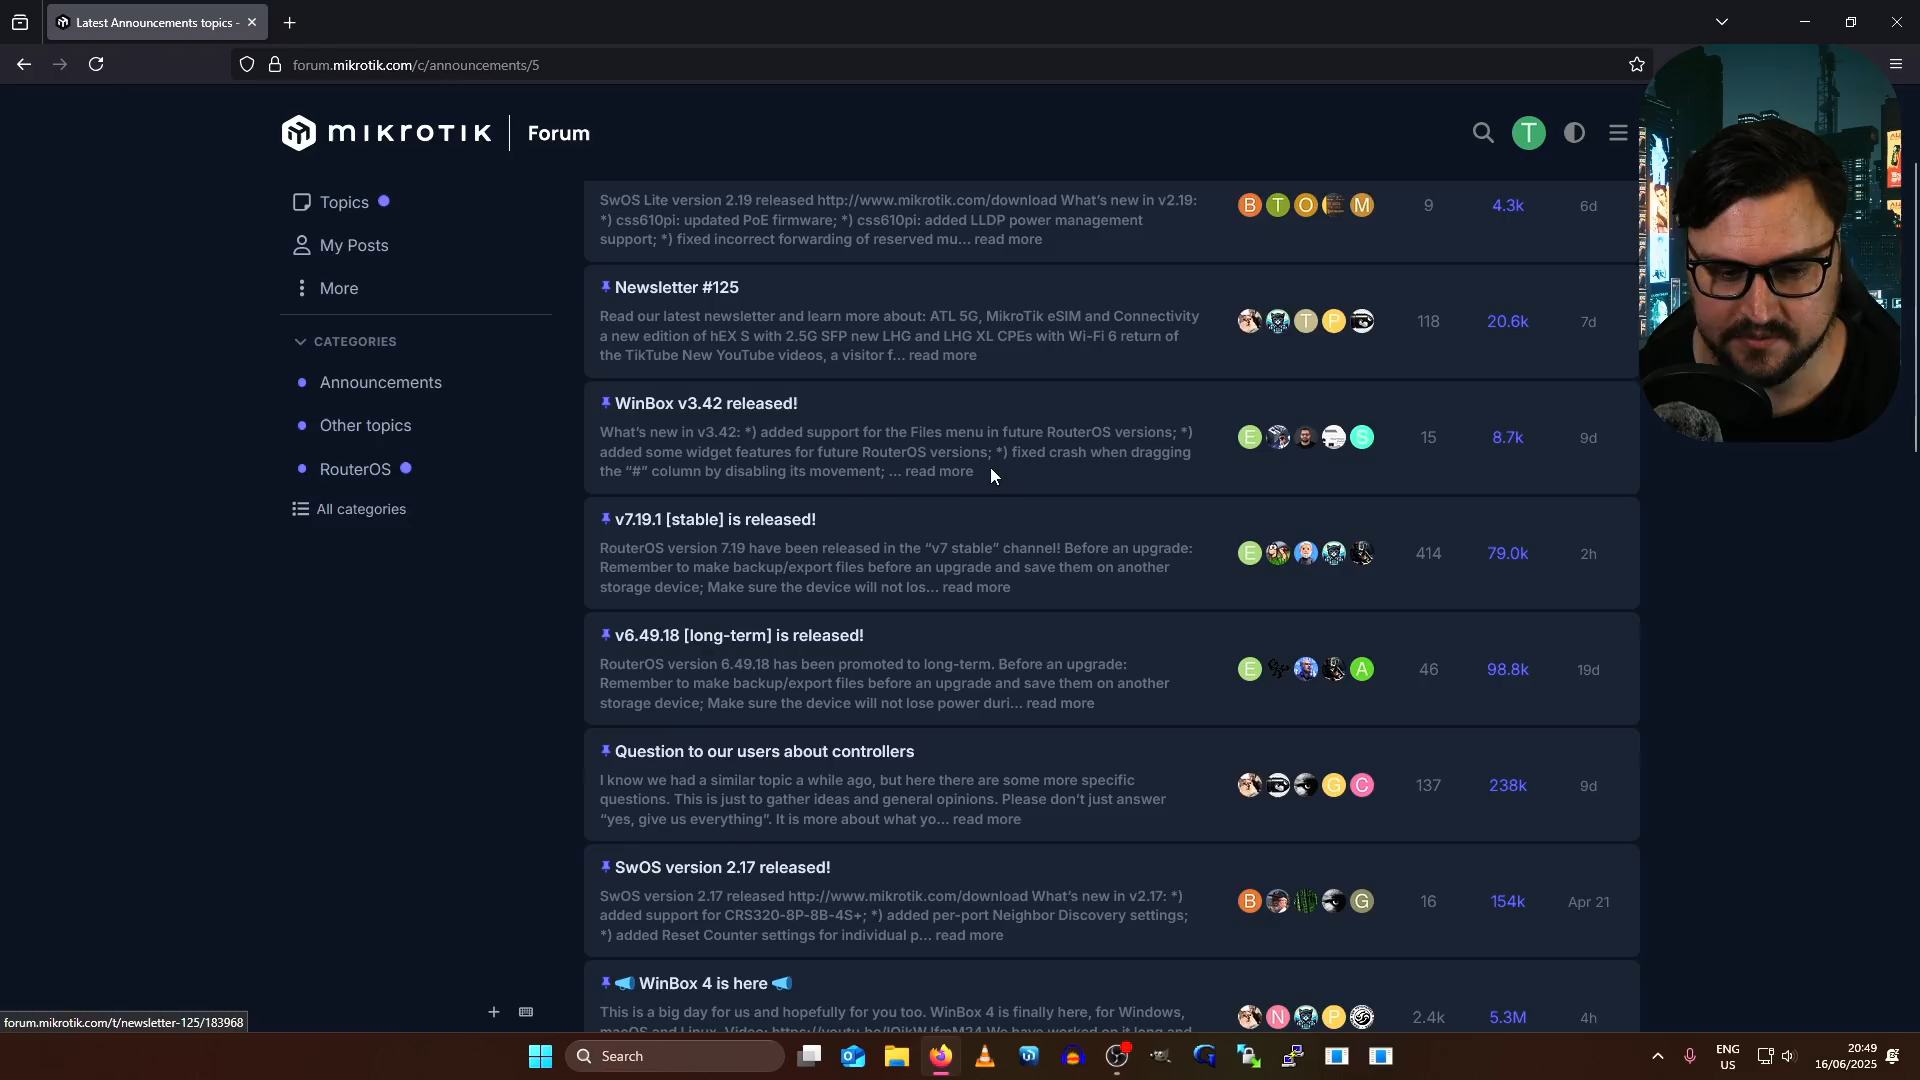 Latest Announcements topics -
forum.mikrotik.com/c/announcements/5
mikrotik | Forum
T
Topics
My Posts
More
CATEGORIES
Announcements
Other topics
RouterOS
All categories
SwOS Lite version 2.19 released http://www.mikrotik.com/download What's new in v2.19:
*) css610pi: updated PoE firmware; *) css610pi: added LLDP power management
support; *) fixed incorrect forwarding of reserved mu... read more
B T O M 9 4.3k 6d
Newsletter #125
Read our latest newsletter and learn more about: ATL 5G, MikroTik eSIM and Connectivity
a new edition of hEX S with 2.5G SFP new LHG and LHG XL CPEs with Wi-Fi 6 return of
the TikTube New YouTube videos, a visitor f... read more
T P 118 20.6k 7d
WinBox v3.42 released!
What's new in v3.42: *) added support for the Files menu in future RouterOS versions; *)
added some widget features for future RouterOS versions; *) fixed crash when dragging
the "#" column by disabling its movement; ... read more
E S 15 8.7k 9d
v7.19.1 [stable] is released!
RouterOS version 7.19 have been released in the "v7 stable" channel! Before an upgrade:
Remember to make backup/export files before an upgrade and save them on another
storage device; Make sure the device will not los... read more
E 414 79.0k 2h
v6.49.18 [long-term] is released!
RouterOS version 6.49.18 has been promoted to long-term. Before an upgrade:
Remember to make backup/export files before an upgrade and save them on another
storage device; Make sure the device will not lose power duri... read more
E A 46 98.8k 19d
Question to our users about controllers
I know we had a similar topic a while ago, but here there are some more specific
questions. This is just to gather ideas and general opinions. Please don't just answer
"yes, give us everything". It is more about what yo... read more
G C 137 238k 9d
SwOS version 2.17 released!
SwOS version 2.17 released http://www.mikrotik.com/download What's new in v2.17: *)
added support for CRS320-8P-8B-4S+; *) added per-port Neighbor Discovery settings;
*) added Reset Counter settings for individual p... read more
B G 16 154k Apr 21
WinBox 4 is here
This is a big day for us and hopefully for you too. WinBox 4 is finally here, for Windows,
N P 2.4k 5.3M 4h
forum.mikrotik.com/t/newsletter-125/183968
Search
ENG
US
20:49
16/06/2025